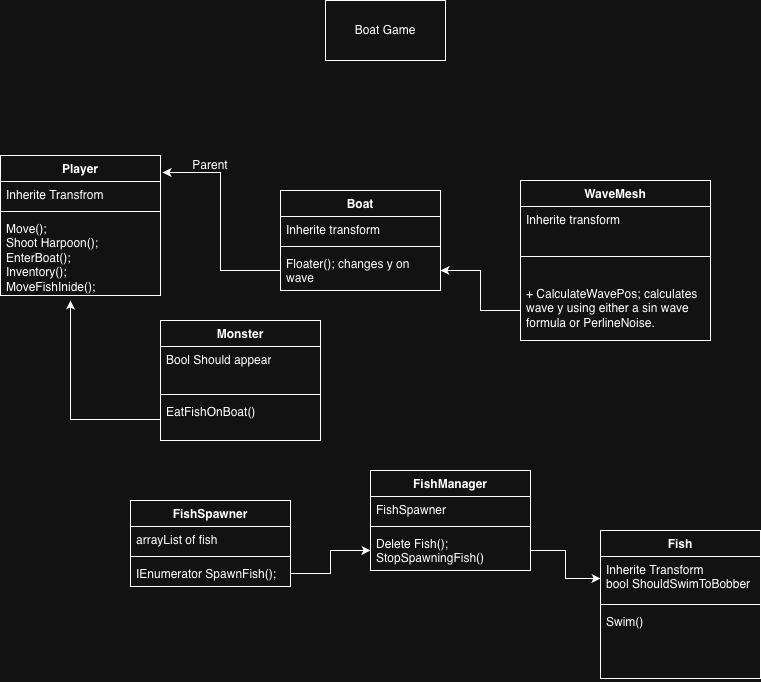 Boat Game
Parent
Player
Inherite Transfrom
Move();
Shoot Harpoon();
EnterBoat();
Inventory();
MoveFishInide();
Boat
Inherite transform
Floater(); changes y on
wave
WaveMesh
Inherite transform
+ CalculateWavePos; calculates
wave y using either a sin wave
formula or PerlineNoise.
Monster
Bool Should appear
EatFishOnBoat()
FishSpawner
arrayList of fish
IEnumerator SpawnFish();
FishManager
FishSpawner
Delete Fish();
StopSpawningFish()
Fish
Inherite Transform
bool ShouldSwimToBobber
Swim()